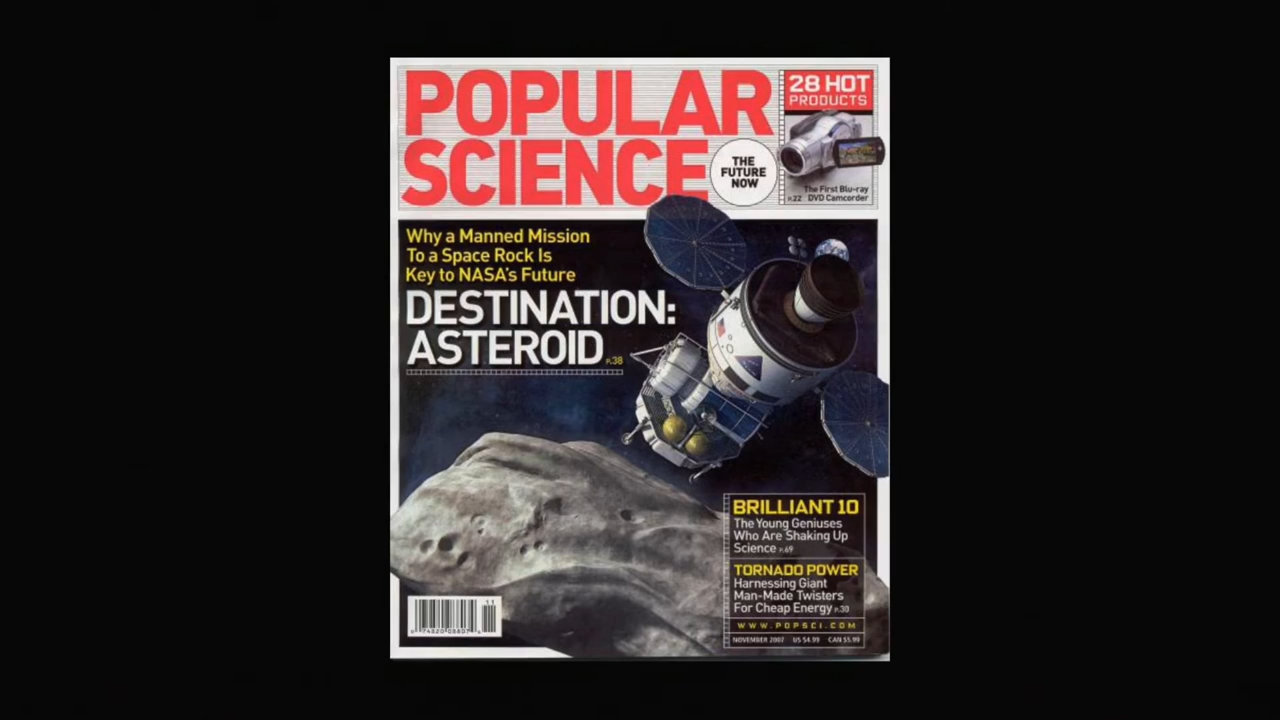 POPULAR
SCIENCE
THE
FUTURE
NOW
28 HOT
PRODUCTS
The First Blu-ray
P.22 DVD Camcorder
Why a Manned Mission
To a Space Rock Is
Key to NASA's Future
DESTINATION:
ASTEROID P.38
BRILLIANT 10
The Young Geniuses
Who Are Shaking Up
Science P.69
TORNADO POWER
Harnessing Giant
Man-Made Twisters
For Cheap Energy P.30
WWW.POPSCI.COM
NOVEMBER 2007 US $4.99 CAN $5.99
11